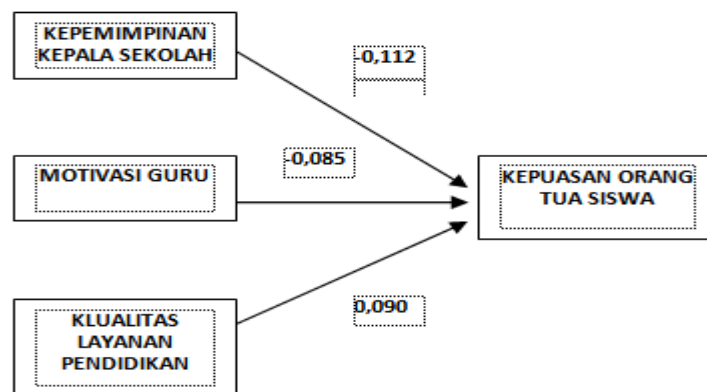 KEPEMIMPINAN
KEPALA SEKOLAH
-0,112
-0,085
MOTIVASI GURU
KEPUASAN ORANG
TUA SISWA
0,090
KLUALITAS
LAYANAN
PENDIDIKAN